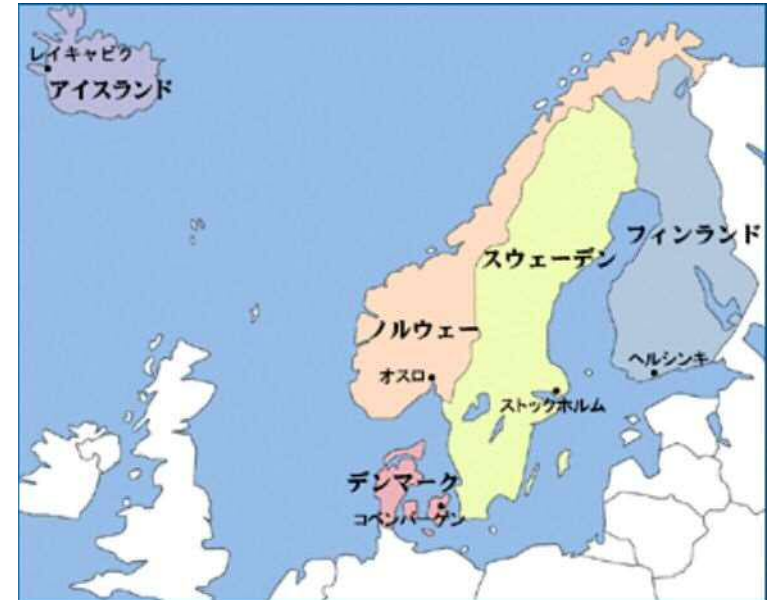 レイキャビク
アイスランド
フィンランド
スウェーデン
ノルウェー
ヘルシンキ
オスロ
ストックホルム
デンマーク
コペンバーゲン